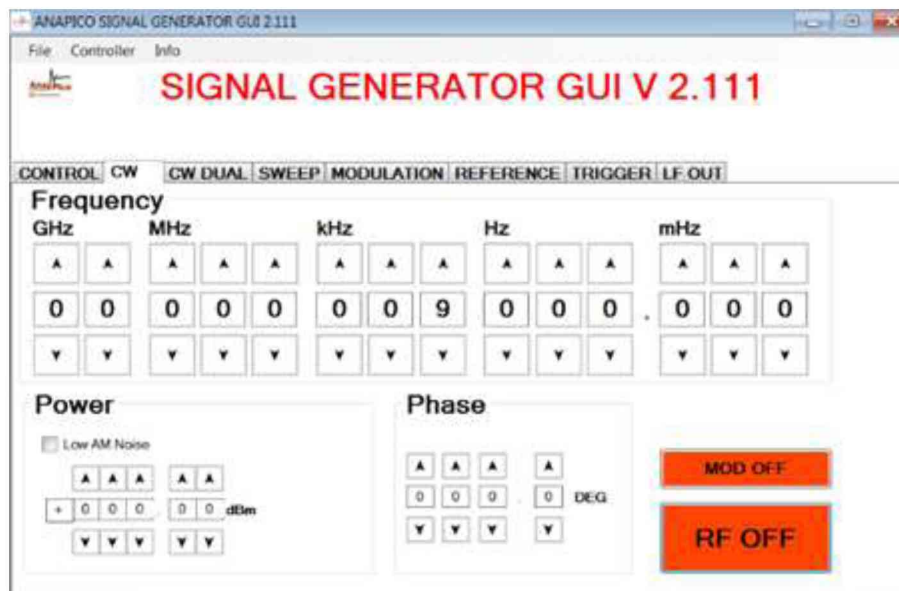 ANAPICO SIGNAL GENERATOR GUI 2.111
File Controller Info
AnaPico
SIGNAL GENERATOR GUI V 2.111
CONTROL CW CW DUAL SWEEP MODULATION REFERENCE TRIGGER LF OUT
Frequency
GHz MHz kHz Hz mHz
0 0 0 0 0 0 0 9 0 0 0 . 0 0 0
Power
Low AM Noise
+ 0 0 0 . 0 0 dBm
Phase
0 0 0 . 0 DEG
MOD OFF
RF OFF